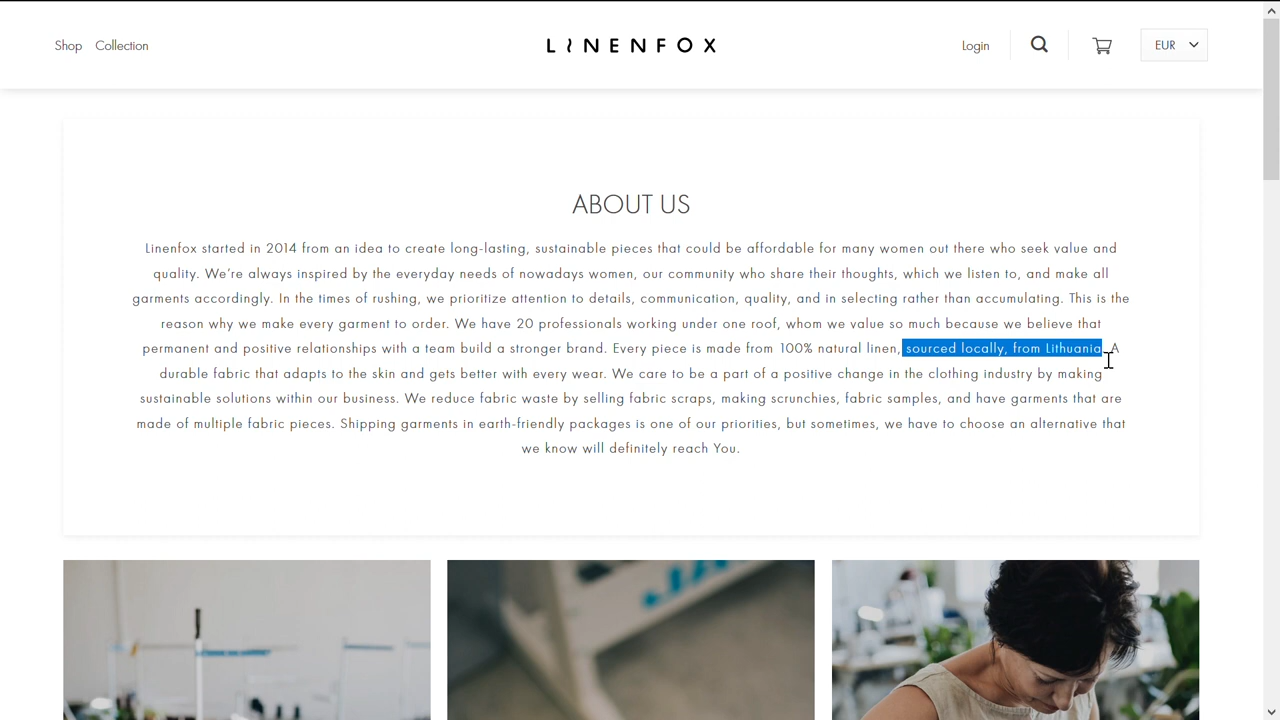 Shop Collection LINENFOX Login EUR
ABOUT US
Linenfox started in 2014 from an idea to create long-lasting, sustainable pieces that could be affordable for many women out there who seek value and
quality. We're always inspired by the everyday needs of nowadays women, our community who share their thoughts, which we listen to, and make all
garments accordingly. In the times of rushing, we prioritize attention to details, communication, quality, and in selecting rather than accumulating. This is the
reason why we make every garment to order. We have 20 professionals working under one roof, whom we value so much because we believe that
permanent and positive relationships with a team build a stronger brand. Every piece is made from 100% natural linen, sourced locally, from Lithuania. A
durable fabric that adapts to the skin and gets better with every wear. We care to be a part of a positive change in the clothing industry by making
sustainable solutions within our business. We reduce fabric waste by selling fabric scraps, making scrunchies, fabric samples, and have garments that are
made of multiple fabric pieces. Shipping garments in earth-friendly packages is one of our priorities, but sometimes, we have to choose an alternative that
we know will definitely reach You.